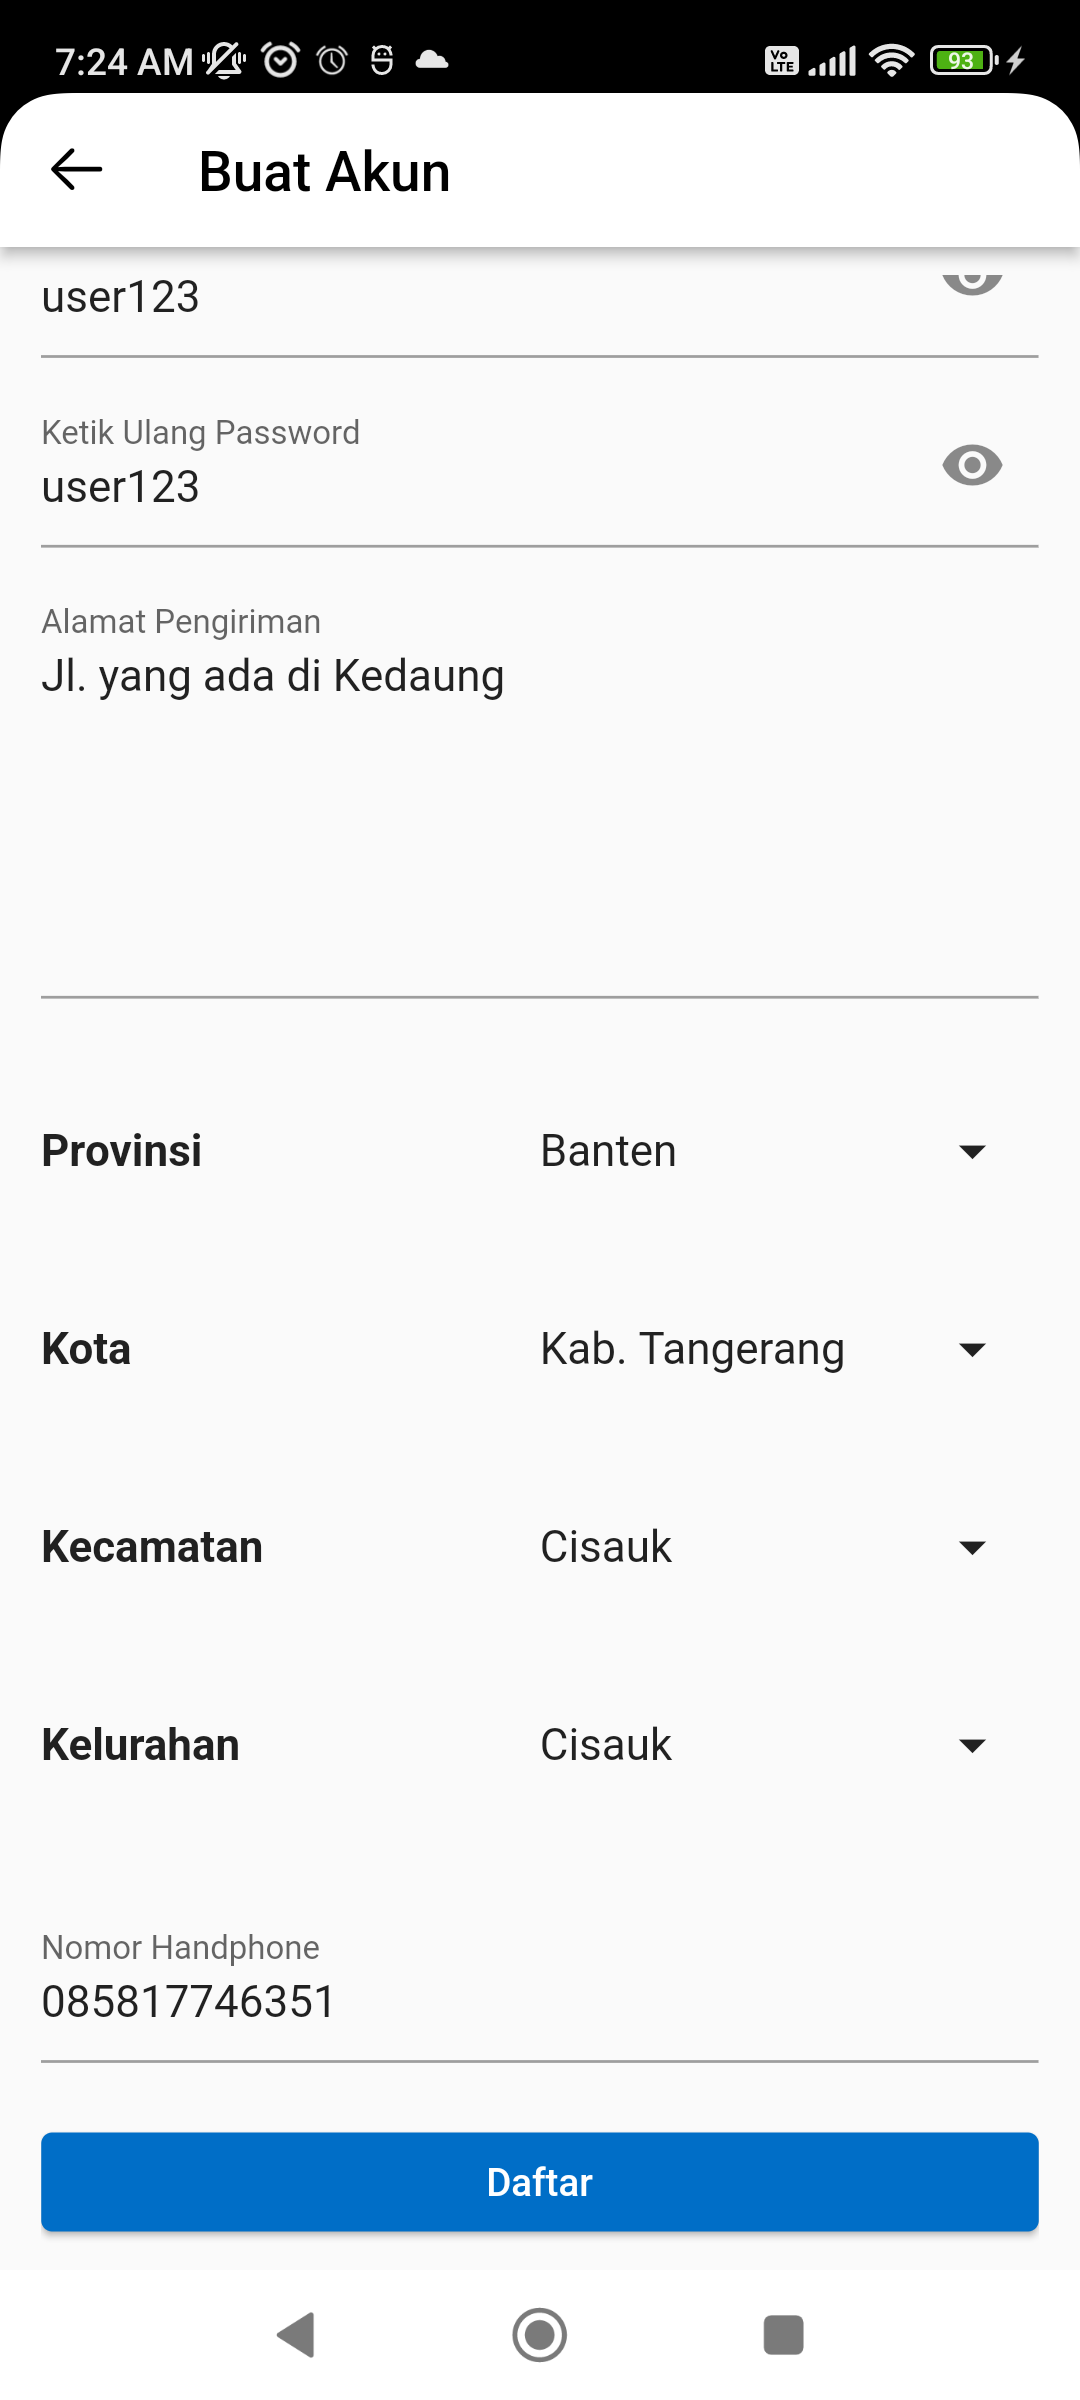 7:24 AM
Vo LTE
93
Buat Akun
user123
Ketik Ulang Password
user123
Alamat Pengiriman
Jl. yang ada di Kedaung
Provinsi Banten
Kota Kab. Tangerang
Kecamatan Cisauk
Kelurahan Cisauk
Nomor Handphone
085817746351
Daftar